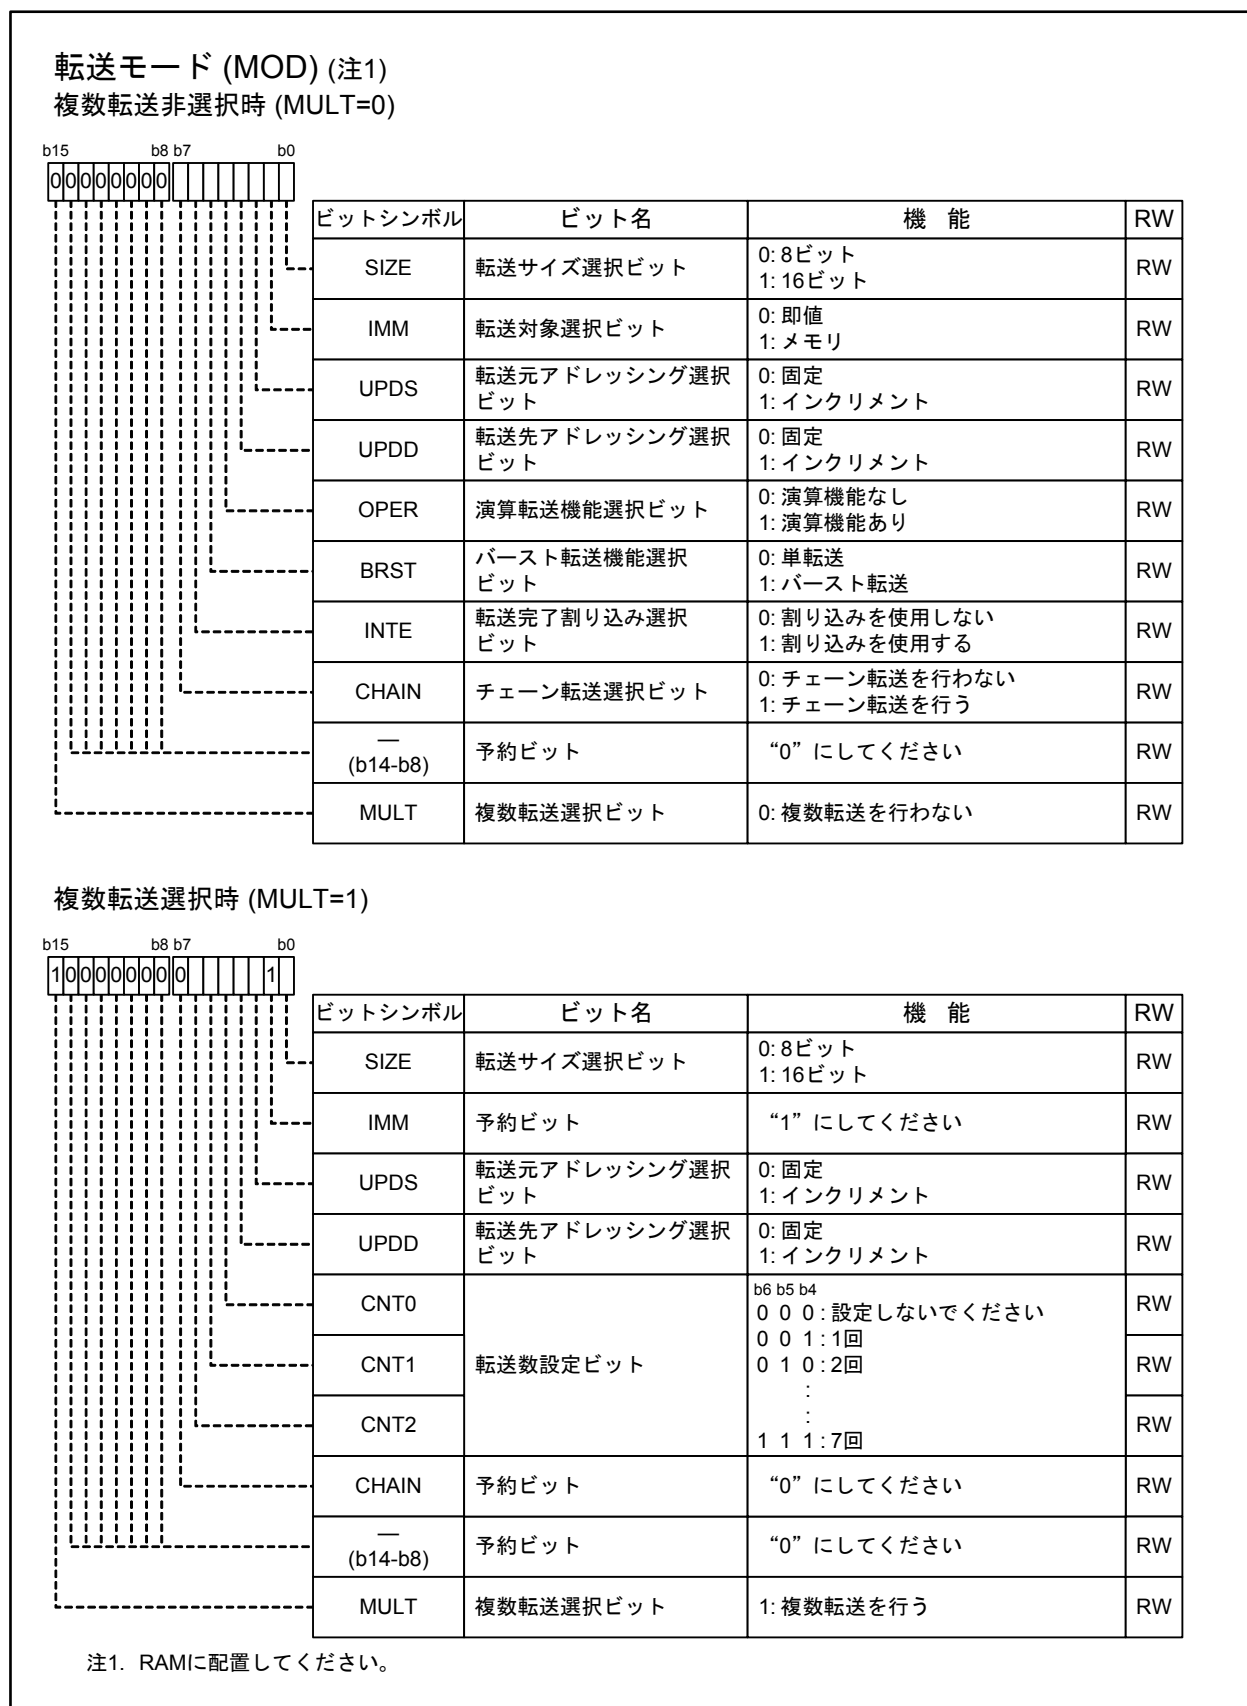 転送モード (MOD) (注1)
複数転送非選択時 (MULT=0)
b15 b8 b7 b0
0 0 0 0 0 0 0 0
ビットシンボル ビット名 機 能 RW
SIZE 転送サイズ選択ビット 0: 8ビット RW
1: 16ビット
IMM 転送対象選択ビット 0: 即値 RW
1: メモリ
UPDS 転送元アドレッシング選択 0: 固定 RW
ビット 1: インクリメント
UPDD 転送先アドレッシング選択 0: 固定 RW
ビット 1: インクリメント
OPER 演算転送機能選択ビット 0: 演算機能なし RW
1: 演算機能あり
BRST バースト転送機能選択 0: 単転送 RW
ビット 1: バースト転送
INTE 転送完了割り込み選択 0: 割り込みを使用しない RW
ビット 1: 割り込みを使用する
CHAIN チェーン転送選択ビット 0: チェーン転送を行わない RW
1: チェーン転送を行う
—
(b14-b8) 予約ビット “0”にしてください RW
MULT 複数転送選択ビット 0: 複数転送を行わない RW
複数転送選択時 (MULT=1)
b15 b8 b7 b0
1 0 0 0 0 0 0 0 0 1
ビットシンボル ビット名 機 能 RW
SIZE 転送サイズ選択ビット 0: 8ビット RW
1: 16ビット
IMM 予約ビット “1”にしてください RW
UPDS 転送元アドレッシング選択 0: 固定 RW
ビット 1: インクリメント
UPDD 転送先アドレッシング選択 0: 固定 RW
ビット 1: インクリメント
b6 b5 b4
CNT0 0 0 0 : 設定しないでください RW
0 0 1 : 1回
CNT1 転送数設定ビット 0 1 0 : 2回 RW
:
CNT2 : RW
1 1 1 : 7回
CHAIN 予約ビット “0”にしてください RW
—
(b14-b8) 予約ビット “0”にしてください RW
MULT 複数転送選択ビット 1: 複数転送を行う RW
注1. RAMに配置してください。